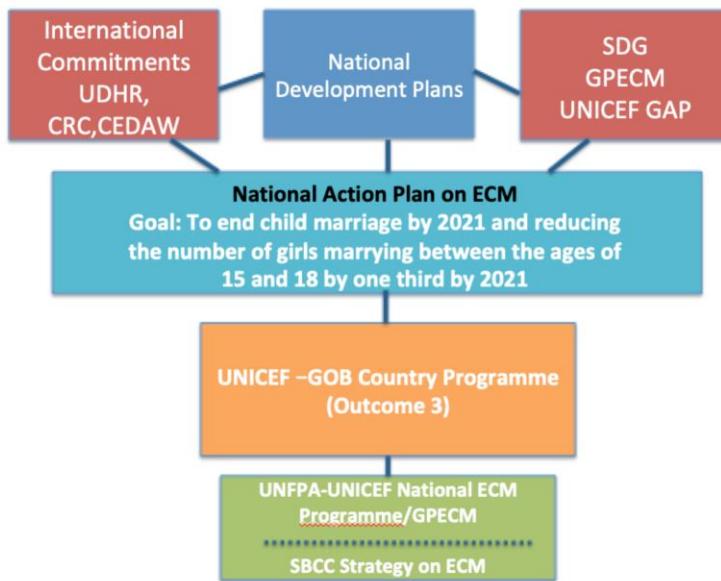 International
Commitments
UDHR,
CRC,CEDAW
National
Development Plans
SDG
GPECM
UNICEF GAP
National Action Plan on ECM
Goal: To end child marriage by 2021 and reducing
the number of girls marrying between the ages of
15 and 18 by one third by 2021
UNICEF –GOB Country Programme
(Outcome 3)
UNFPA-UNICEF National ECM
Programme/GPECM
SBCC Strategy on ECM